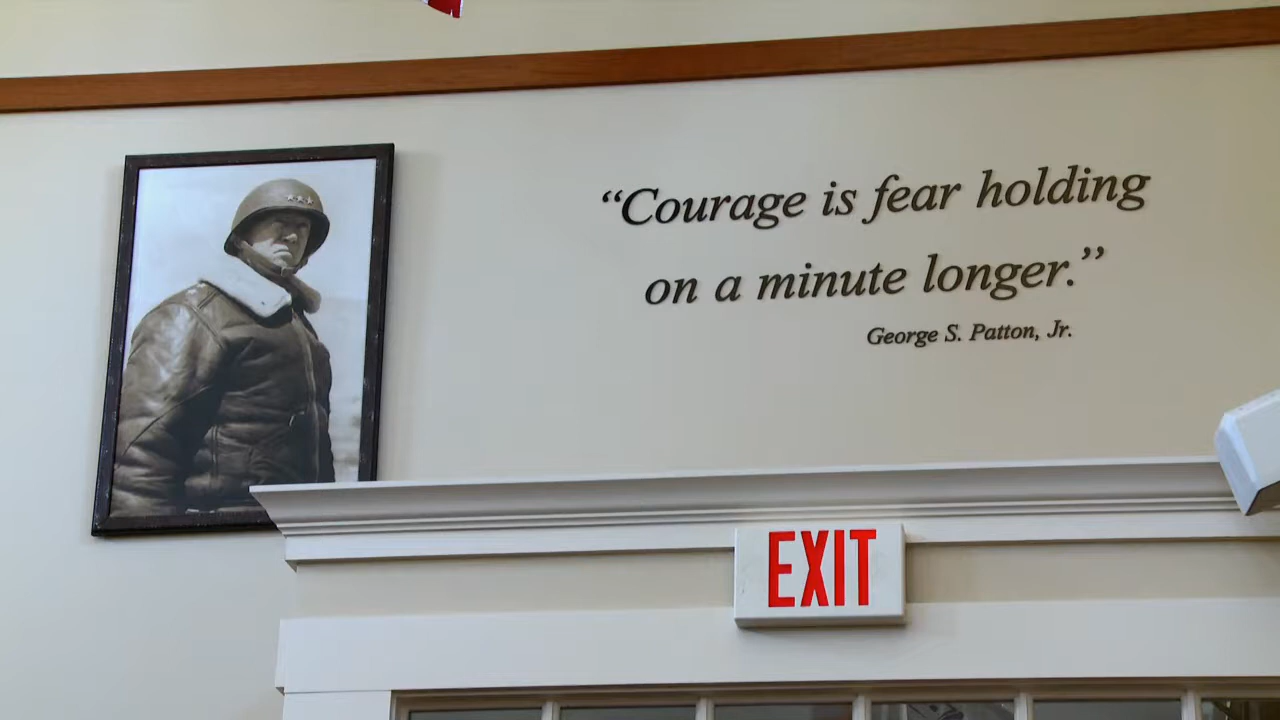 “Courage is fear holding
on a minute longer.”
George S. Patton, Jr.
EXIT